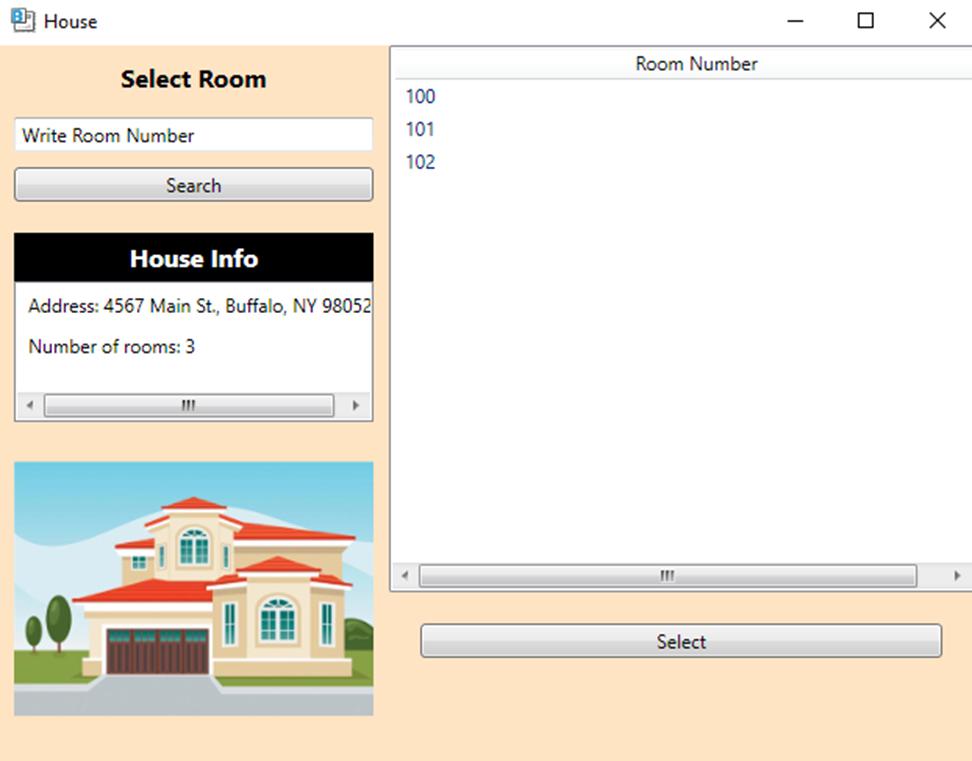 House
Select Room
Write Room Number
Search
House Info
Address: 4567 Main St., Buffalo, NY 98052
Number of rooms: 3
Room Number
100
101
102
Select